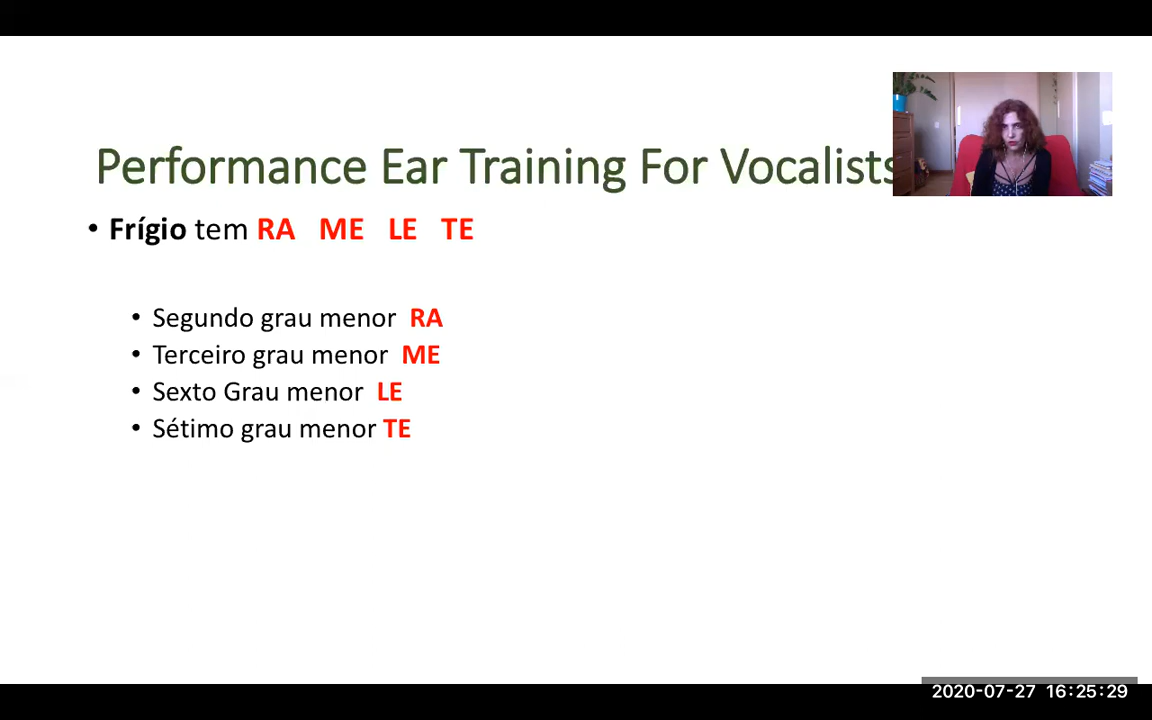 Performance Ear Training For Vocalists
• Frígio tem RA ME LE TE
• Segundo grau menor RA
• Terceiro grau menor ME
• Sexto Grau menor LE
• Sétimo grau menor TE
2020-07-27 16:25:29